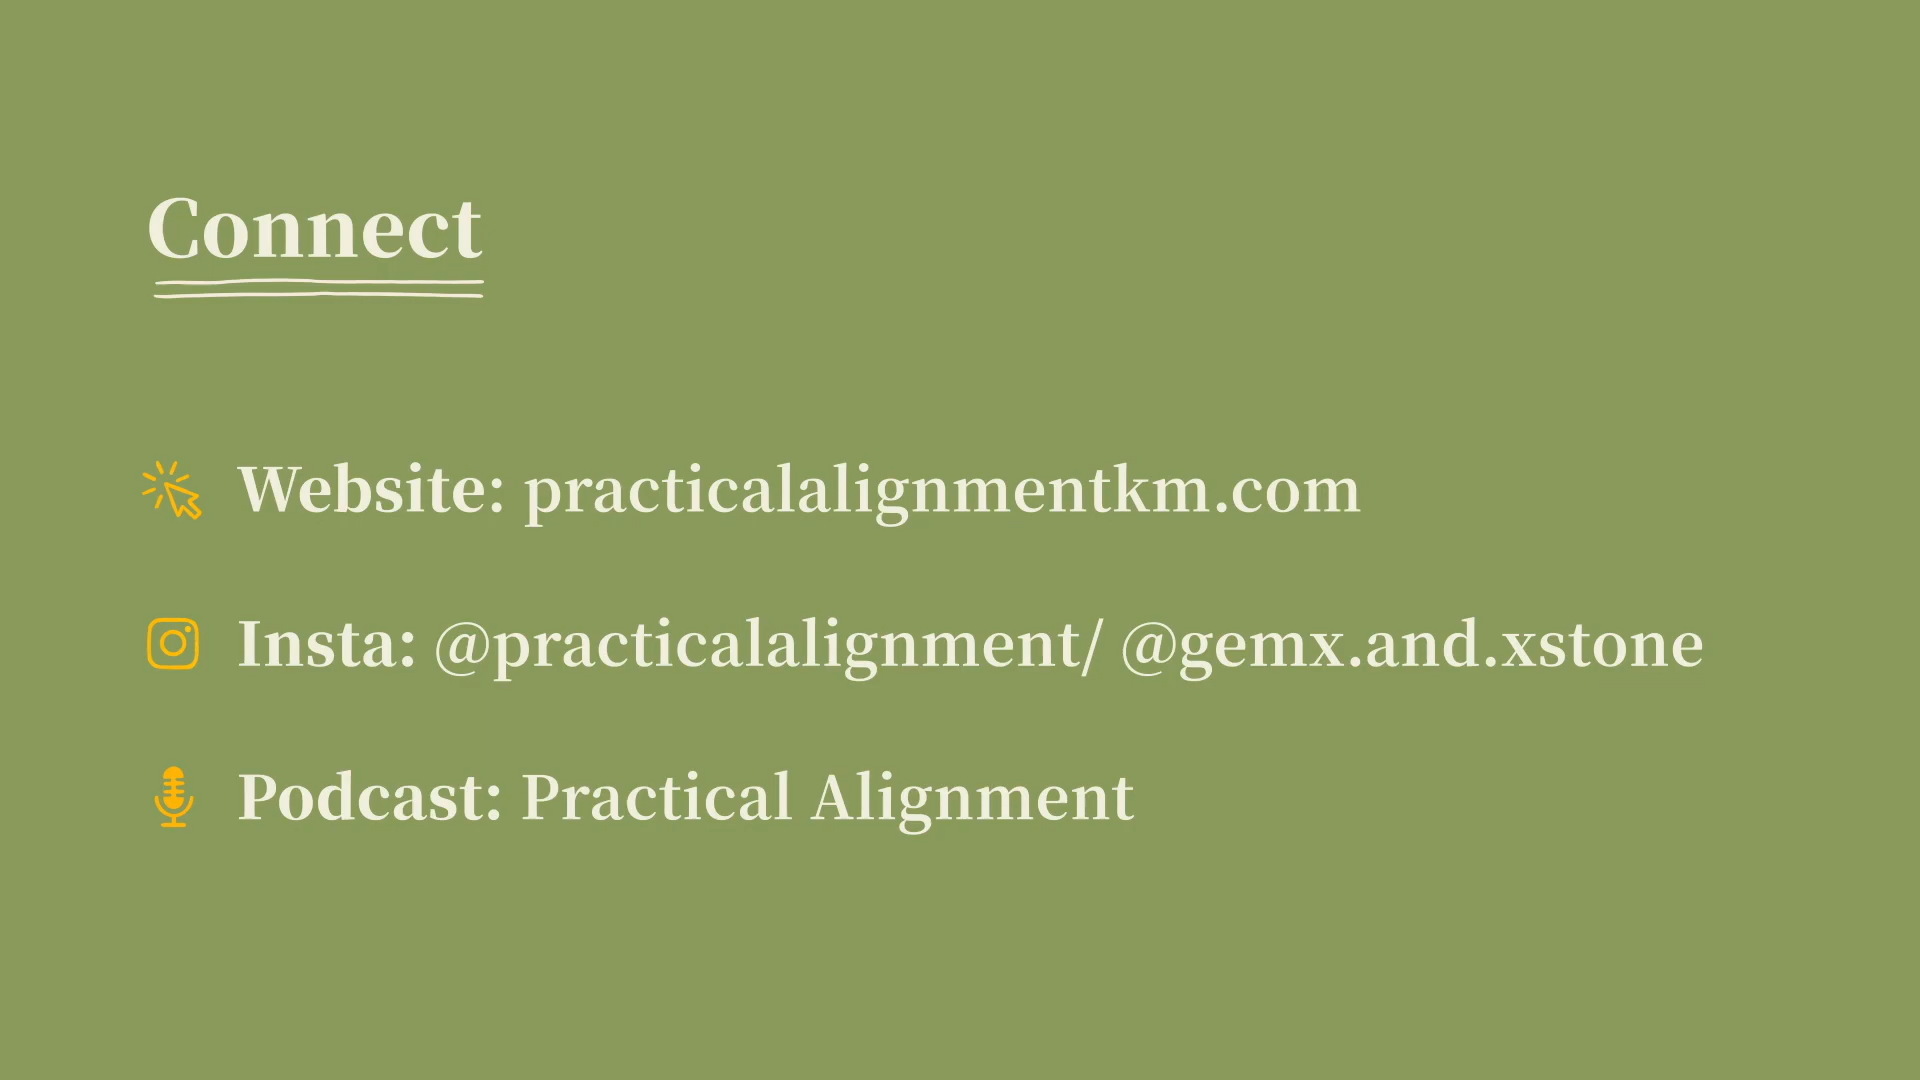 Connect
Website: practicalalignmentkm.com
Insta: @practicalalignment/ @gemx.and.xstone
Podcast: Practical Alignment